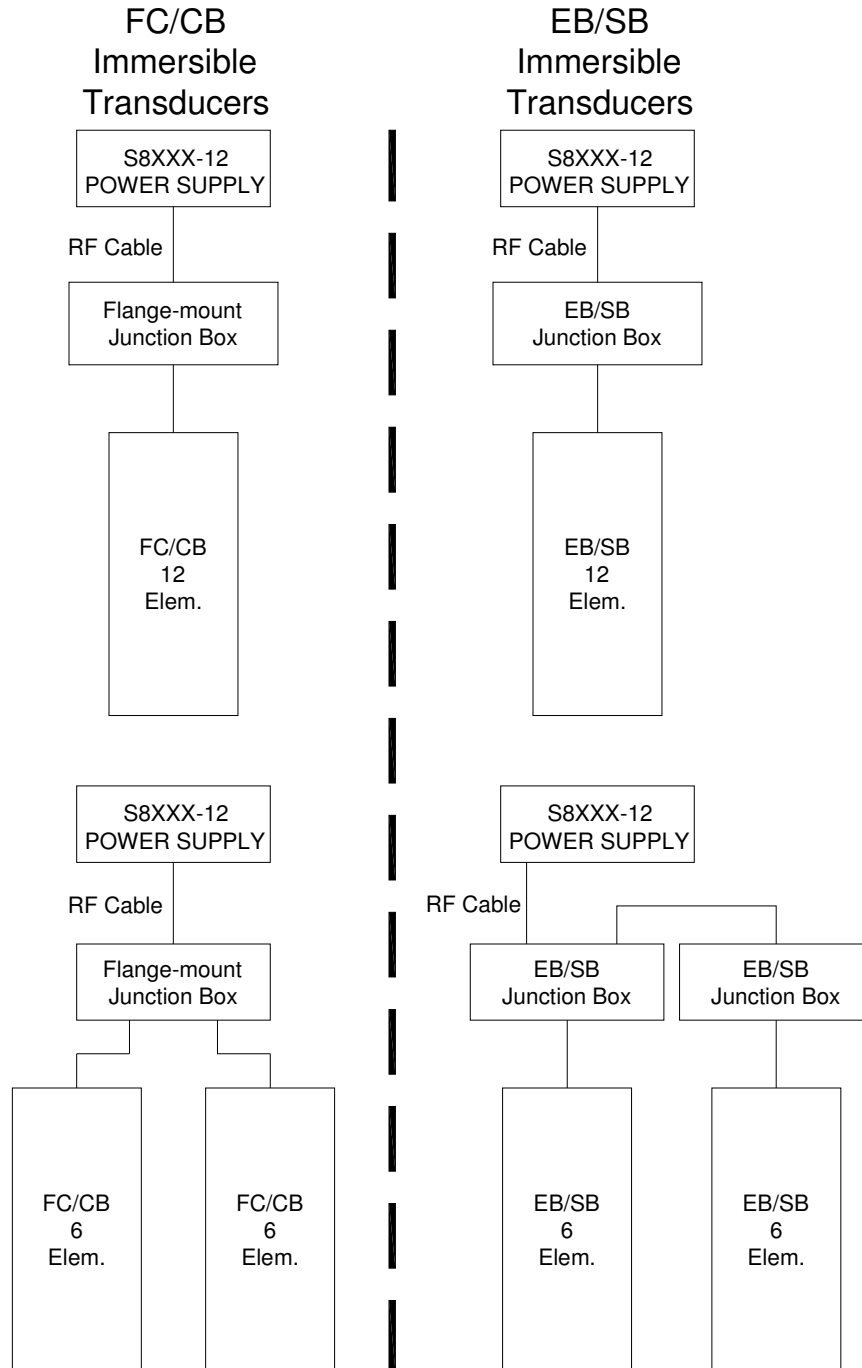 FC/CB
Immersible
Transducers
S8XXX-12
POWER SUPPLY
RF Cable
Flange-mount
Junction Box
FC/CB
12
Elem.
S8XXX-12
POWER SUPPLY
RF Cable
Flange-mount
Junction Box
FC/CB
6
Elem.
FC/CB
6
Elem.
EB/SB
Immersible
Transducers
S8XXX-12
POWER SUPPLY
RF Cable
EB/SB
Junction Box
EB/SB
12
Elem.
S8XXX-12
POWER SUPPLY
RF Cable
EB/SB
Junction Box
EB/SB
Junction Box
EB/SB
6
Elem.
EB/SB
6
Elem.